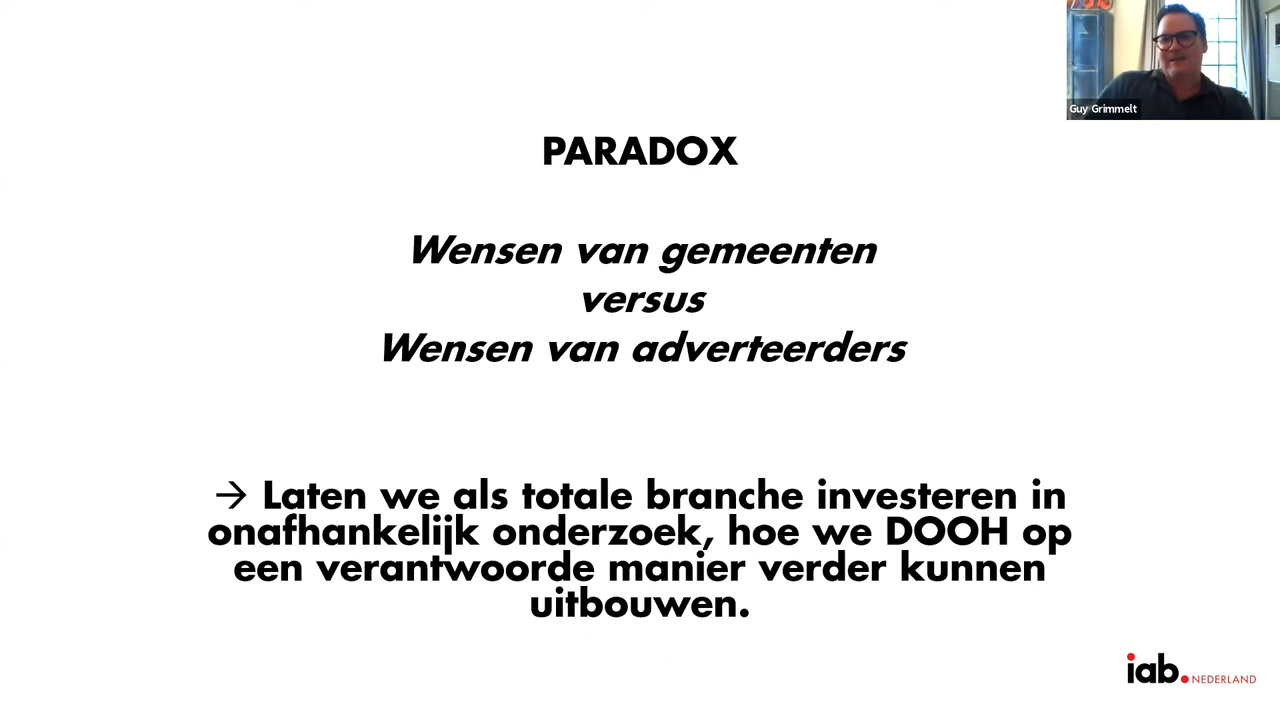 Guy Grimmelt
PARADOX
Wensen van gemeenten
versus
Wensen van adverteerders
→ Laten we als totale branche investeren in
onafhankelijk onderzoek, hoe we DOOH op
een verantwoorde manier verder kunnen
uitbouwen.
iab. NEDERLAND